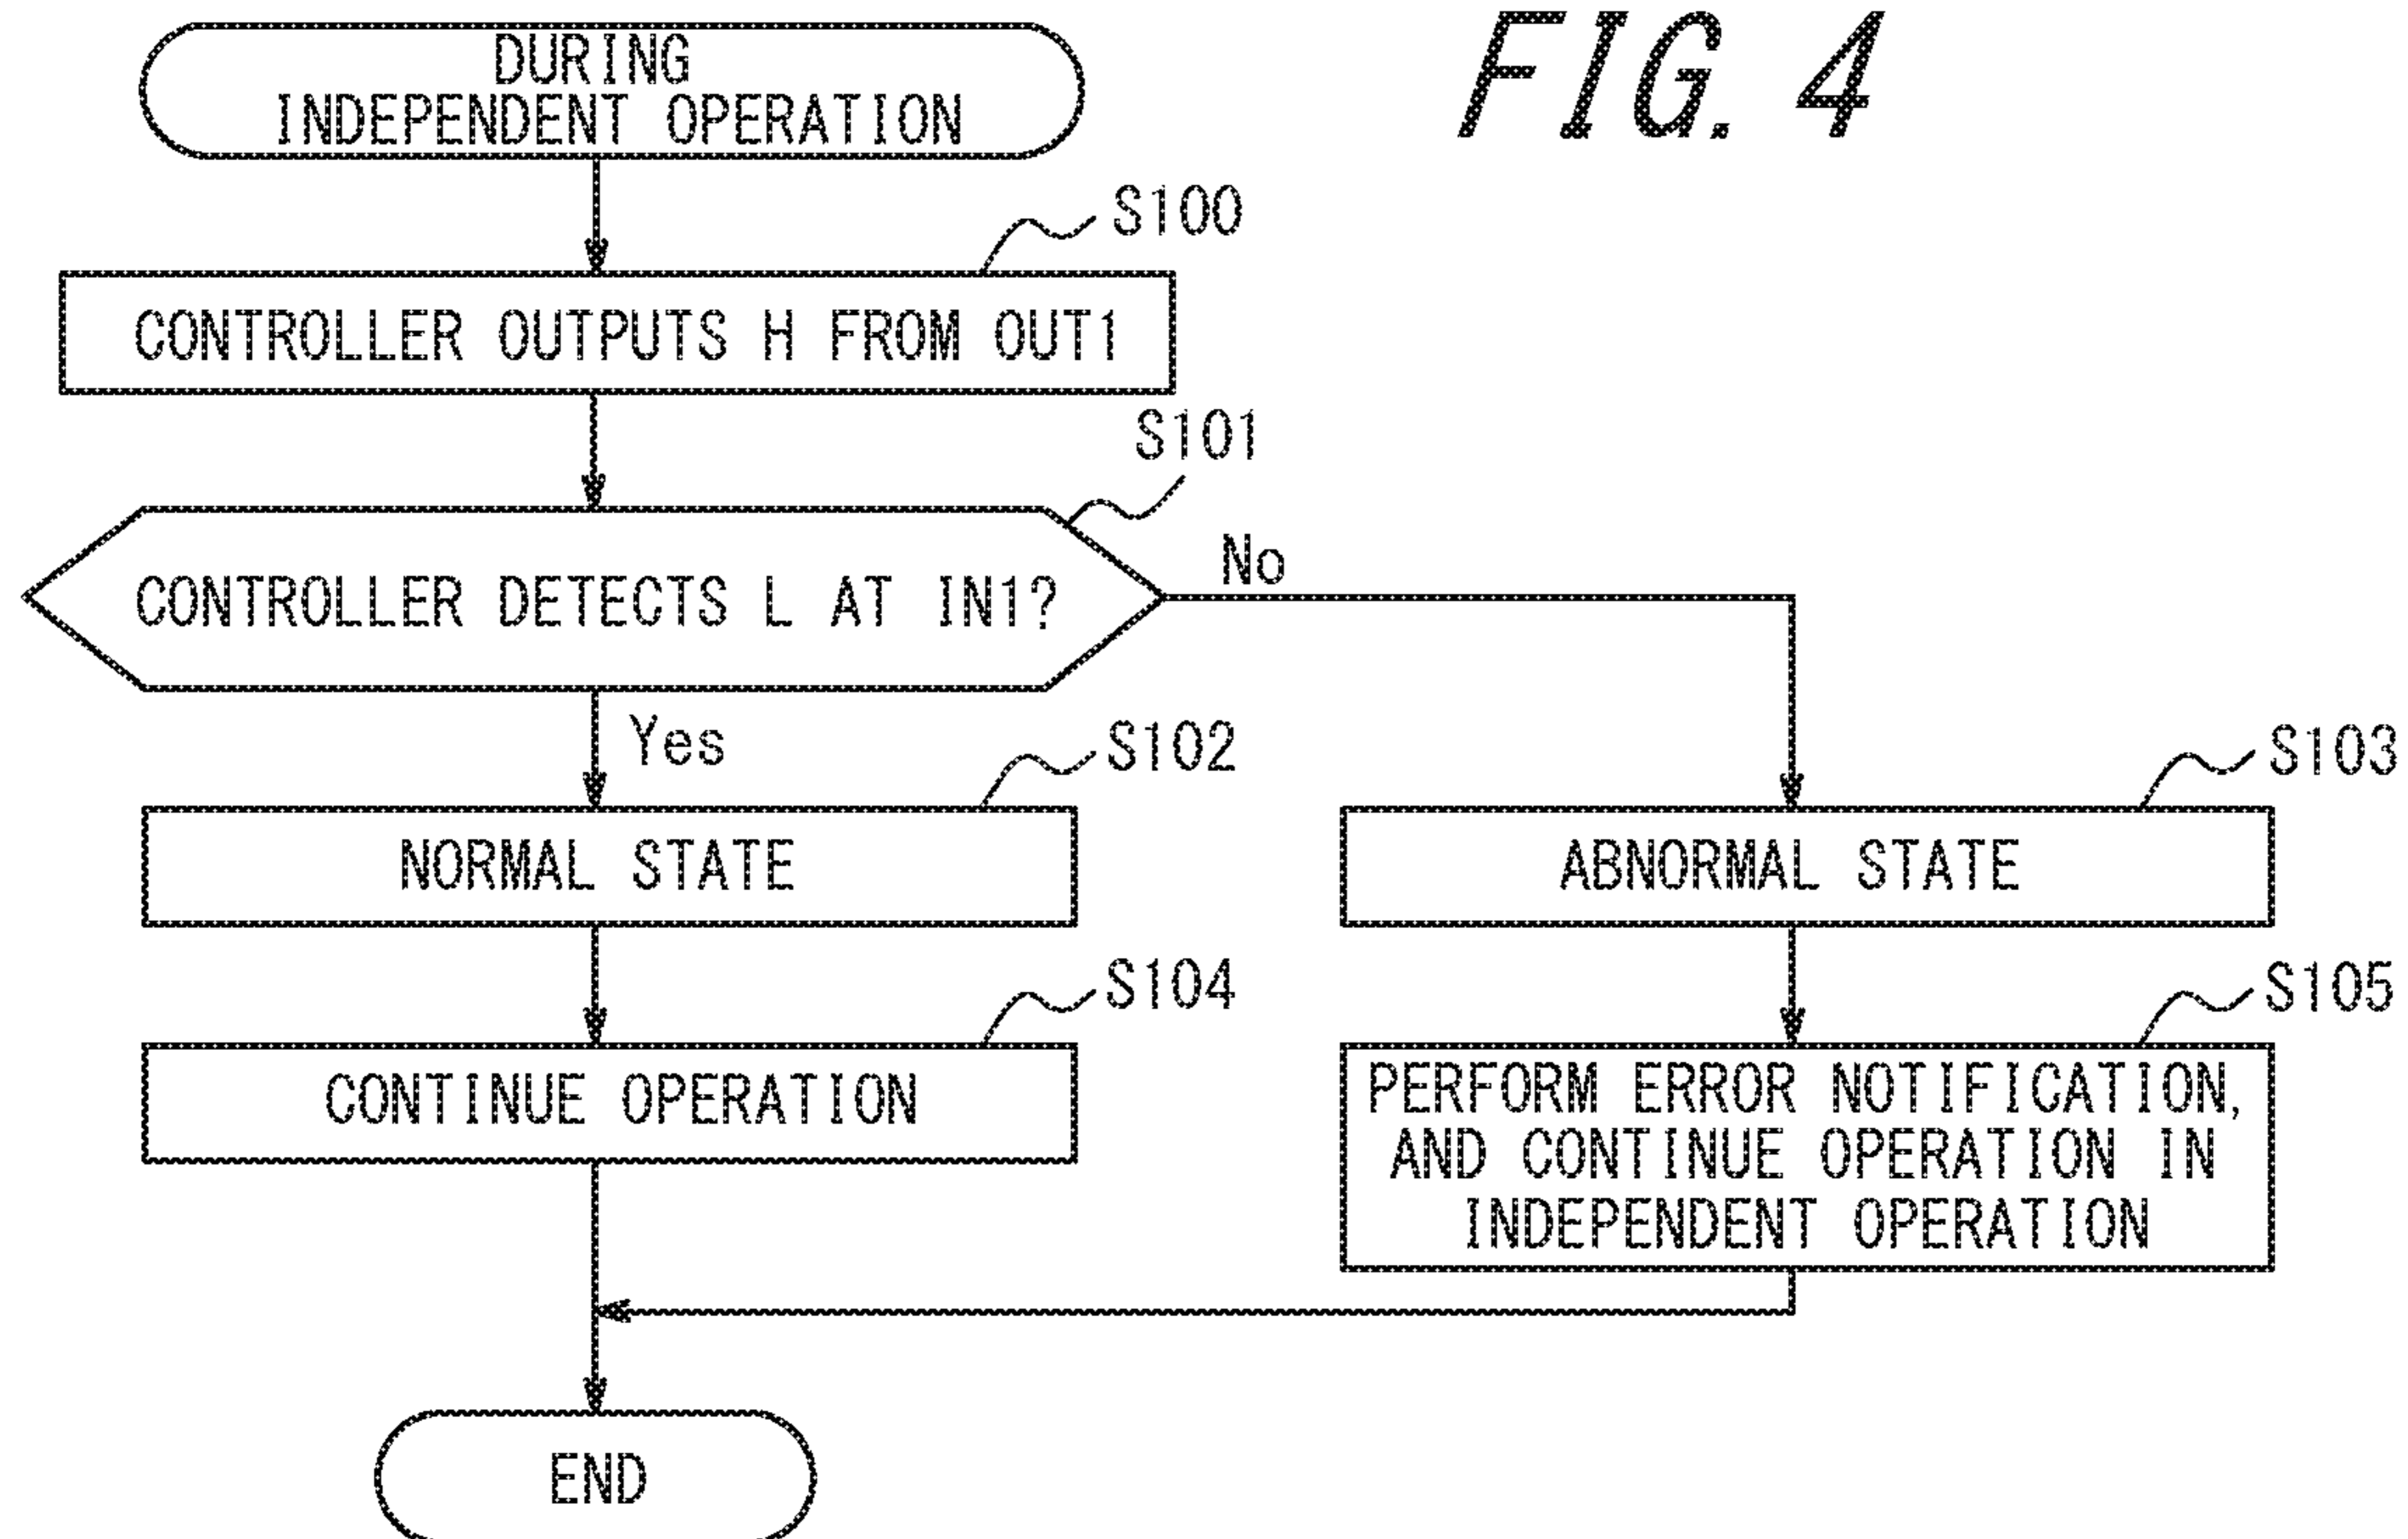 FIG. 4
DURING
INDEPENDENT OPERATION
S100
CONTROLLER OUTPUTS H FROM OUT1
S101
CONTROLLER DETECTS L AT IN1?
No
Yes
S102
NORMAL STATE
S103
ABNORMAL STATE
S104
CONTINUE OPERATION
S105
PERFORM ERROR NOTIFICATION,
AND CONTINUE OPERATION IN
INDEPENDENT OPERATION
END